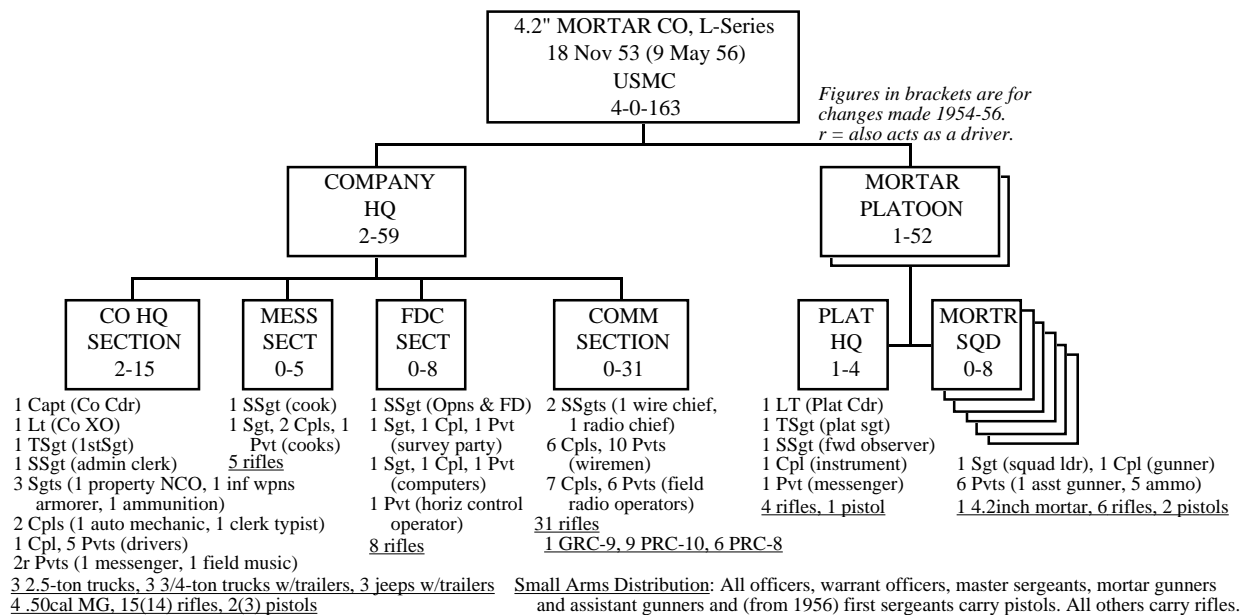 4.2" MORTAR CO, L-Series
18 Nov 53 (9 May 56)
USMC
4-0-163
Figures in brackets are for
changes made 1954-56.
r = also acts as a driver.
COMPANY
HQ
2-59
MORTAR
PLATOON
1-52
CO HQ
SECTION
2-15
MESS
SECT
0-5
FDC
SECT
0-8
COMM
SECTION
0-31
PLAT
HQ
1-4
MORTR
SQD
0-8
1 Capt (Co Cdr)
1 Lt (Co XO)
1 TSgt (1stSgt)
1 SSgt (admin clerk)
3 Sgts (1 property NCO, 1 inf wpns
armorer, 1 ammunition)
2 Cpls (1 auto mechanic, 1 clerk typist)
1 Cpl, 5 Pvts (drivers)
2r Pvts (1 messenger, 1 field music)
3 2.5-ton trucks, 3 3/4-ton trucks w/trailers, 3 jeeps w/trailers
4 .50cal MG, 15(14) rifles, 2(3) pistols
1 SSgt (cook)
1 Sgt, 2 Cpls, 1
Pvt (cooks)
5 rifles
1 SSgt (Opns & FD)
1 Sgt, 1 Cpl, 1 Pvt
(survey party)
1 Sgt, 1 Cpl, 1 Pvt
(computers)
1 Pvt (horiz control
operator)
8 rifles
2 SSgts (1 wire chief,
1 radio chief)
6 Cpls, 10 Pvts
(wiremen)
7 Cpls, 6 Pvts (field
radio operators)
31 rifles
1 GRC-9, 9 PRC-10, 6 PRC-8
1 LT (Plat Cdr)
1 TSgt (plat sgt)
1 SSgt (fwd observer)
1 Cpl (instrument)
1 Pvt (messenger)
4 rifles, 1 pistol
1 Sgt (squad ldr), 1 Cpl (gunner)
6 Pvts (1 asst gunner, 5 ammo)
1 4.2inch mortar, 6 rifles, 2 pistols
Small Arms Distribution: All officers, warrant officers, master sergeants, mortar gunners
and assistant gunners and (from 1956) first sergeants carry pistols. All others carry rifles.